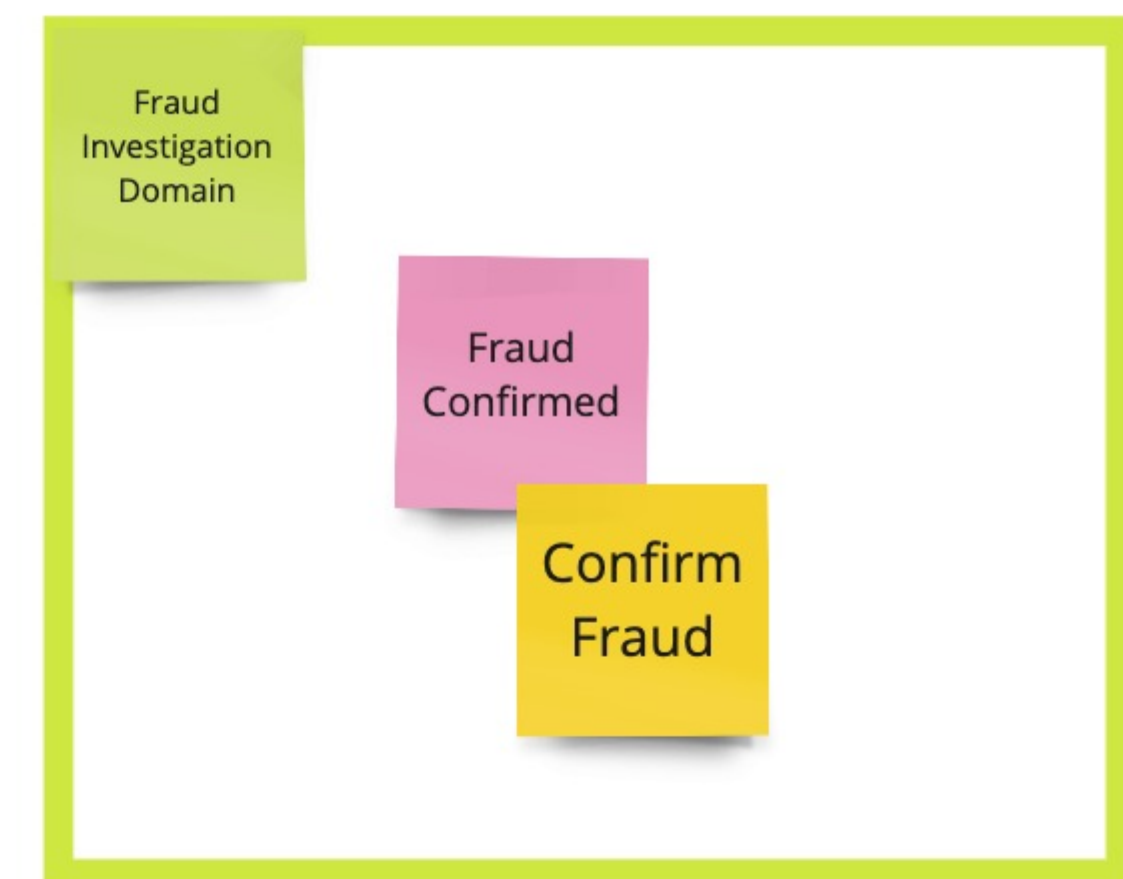 Fraud
Investigation
Domain
Fraud
Confirmed
Confirm
Fraud